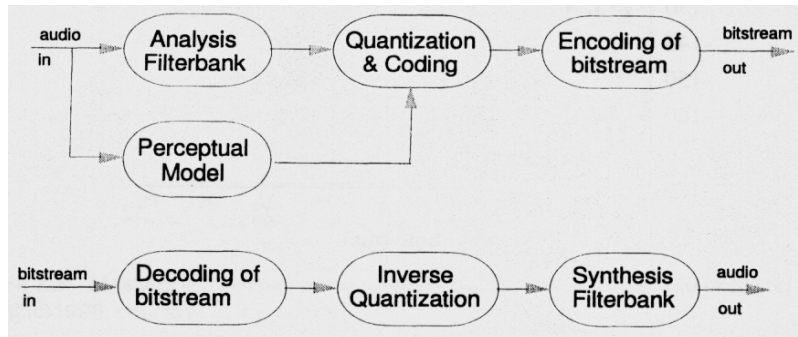 audio
in
Analysis
Filterbank
Quantization
& Coding
Encoding of
bitstream
bitstream
out
Perceptual
Model
bitstream
in
Decoding of
bitstream
Inverse
Quantization
Synthesis
Filterbank
audio
out